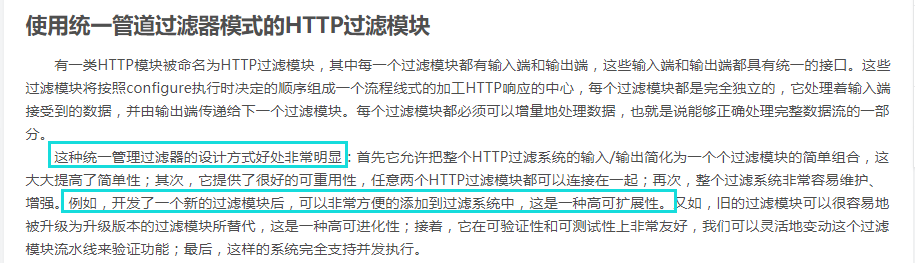 使用统一管道过滤器模式的HTTP过滤模块
有一类HTTP模块被命名为HTTP过滤模块，其中每一个过滤模块都有输入端和输出端，这些输入端和输出端都具有统一的接口。这些
过滤模块将按照configure执行时决定的顺序组成一个流程线式的加工HTTP响应的中心，每个过滤模块都是完全独立的，它处理着输入端
接受到的数据，并由输出端传递给下一个过滤模块。每个过滤模块都必须可以增量地处理数据，也就是说能够正确处理完整数据流的一部
分。
这种统一管理过滤器的设计方式好处非常明显：首先它允许把整个HTTP过滤系统的输入/输出简化为一个个过滤模块的简单组合，这
大大提高了简单性；其次，它提供了很好的可重用性，任意两个HTTP过滤模块都可以连接在一起；再次，整个过滤系统非常容易维护、
增强。例如，开发了一个新的过滤模块后，可以非常方便的添加到过滤系统中，这是一种高可扩展性。又如，旧的过滤模块可以很容易地
被升级为升级版本的过滤模块所替代，这是一种高可进化性；接着，它在可验证性和可测试性上非常友好，我们可以灵活地变动这个过滤
模块流水线来验证功能；最后，这样的系统完全支持并发执行。